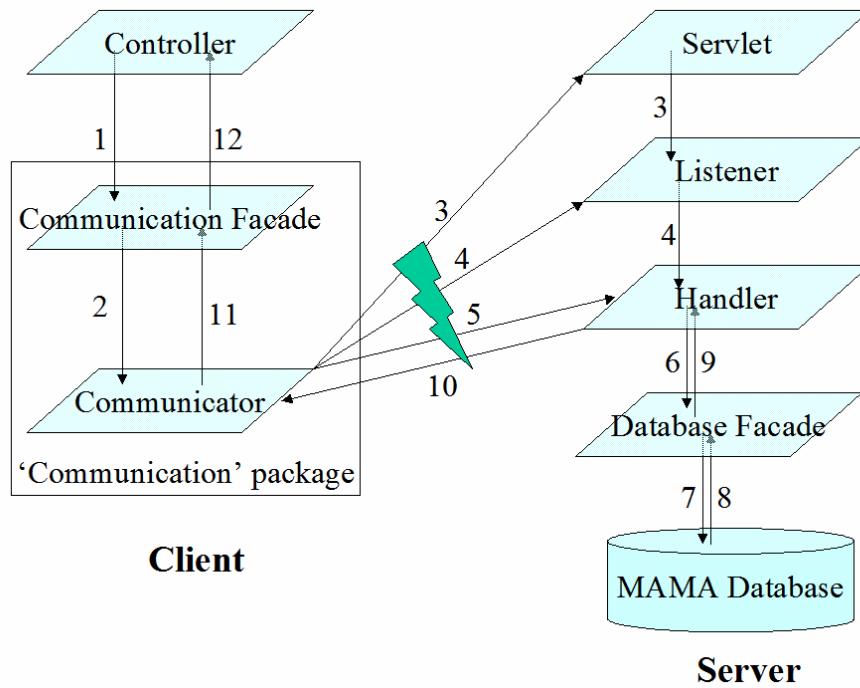 Controller
Servlet
1
12
3
Listener
Communication Facade
3
4
4
2
11
5
Handler
6
9
10
Communicator
Database Facade
‘Communication’ package
7
8
Client
MAMA Database
Server